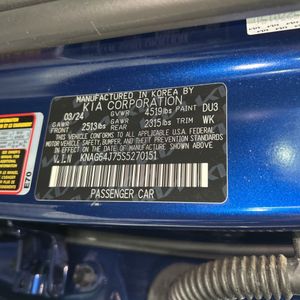 MANUFACTURED IN KOREA BY
KIA CORPORATION
03/24 GVWR 4519lbs PAINT DU3
GAWR FRONT 2513lbs GAWR REAR 2315lbs TRIM WK
THIS VEHICLE CONFORMS TO ALL APPLICABLE FEDERAL
MOTOR VEHICLE SAFETY, BUMPER, AND THEFT PREVENTION
STANDARDS IN EFFECT ON THE DATE OF MANUFACTURE SHOWN ABOVE.
V.I.N KNAG64J75S5270151
PASSENGER CAR
E70